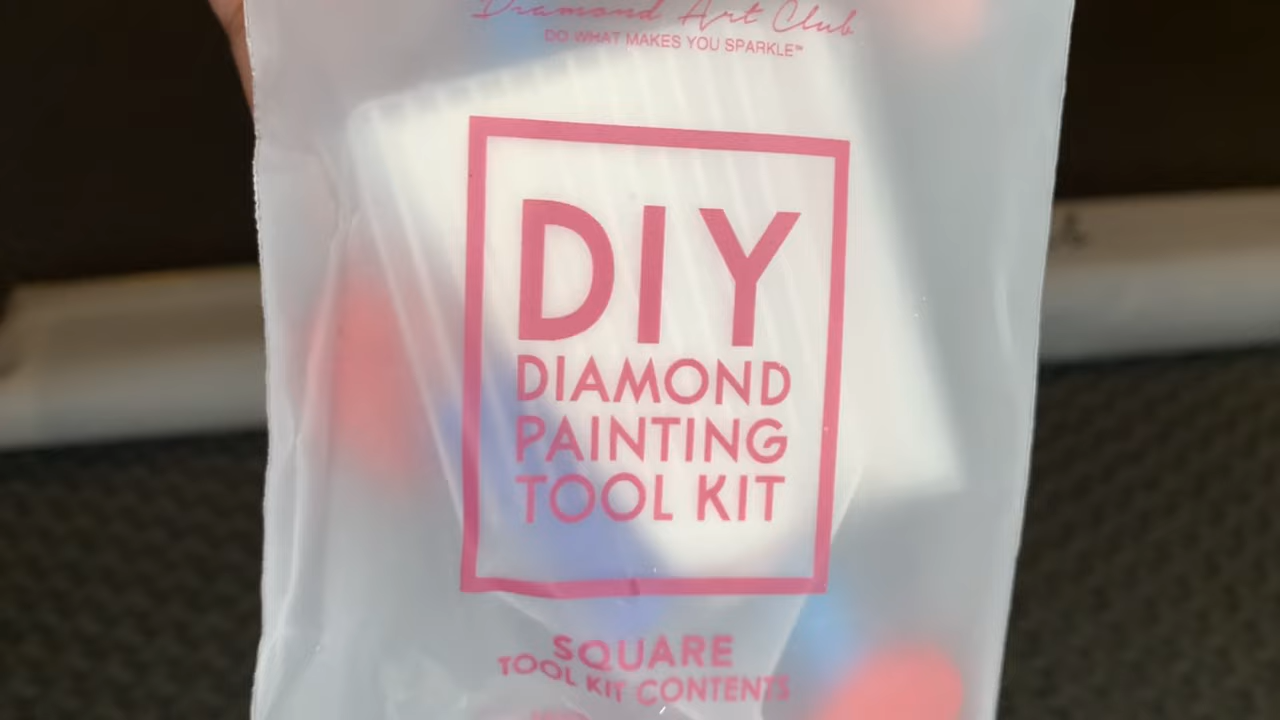 Diamond Art Club
DO WHAT MAKES YOU SPARKLE™
DIY
DIAMOND
PAINTING
TOOL KIT
SQUARE
TOOL KIT CONTENTS